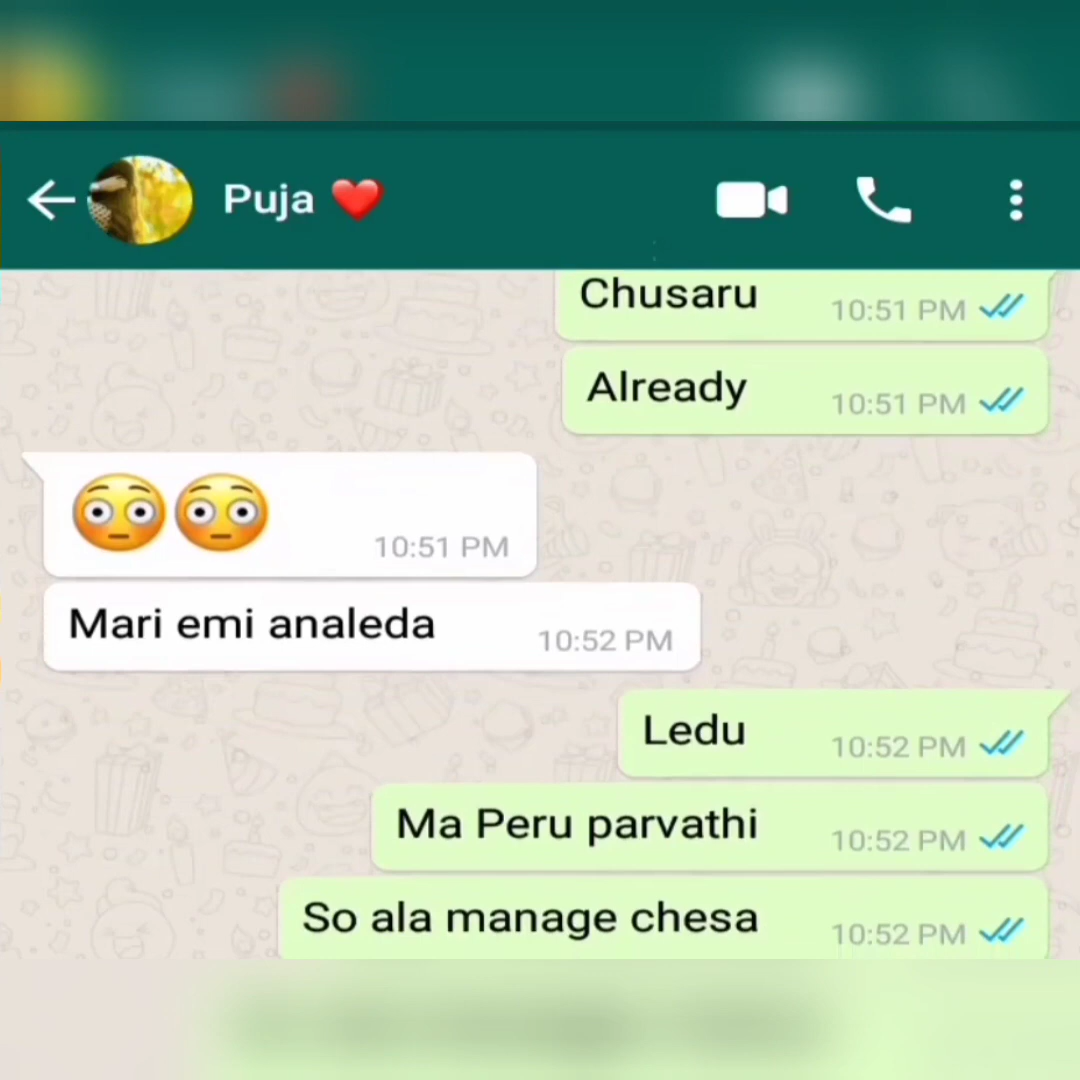 Puja ❤️
Chusaru
10:51 PM
Already
10:51 PM
😳😳
10:51 PM
Mari emi analeda
10:52 PM
Ledu
10:52 PM
Ma Peru parvathi
10:52 PM
So ala manage chesa
10:52 PM